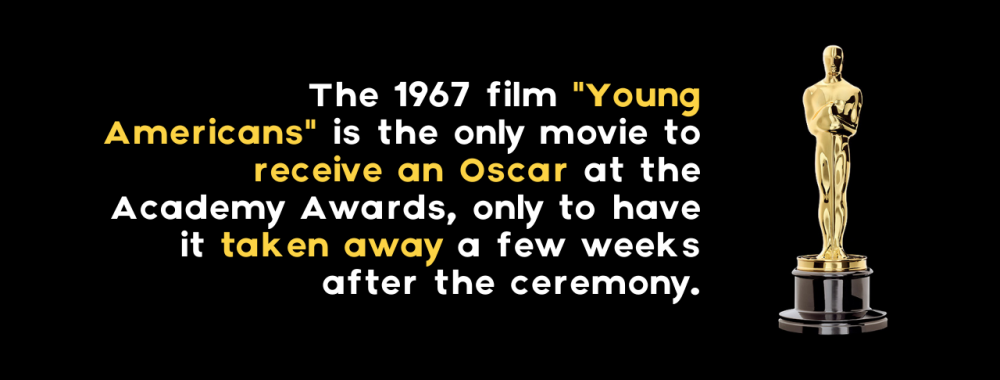 The 1967 film "Young
Americans" is the only movie to
receive an Oscar at the
Academy Awards, only to have
it taken away a few weeks
after the ceremony.